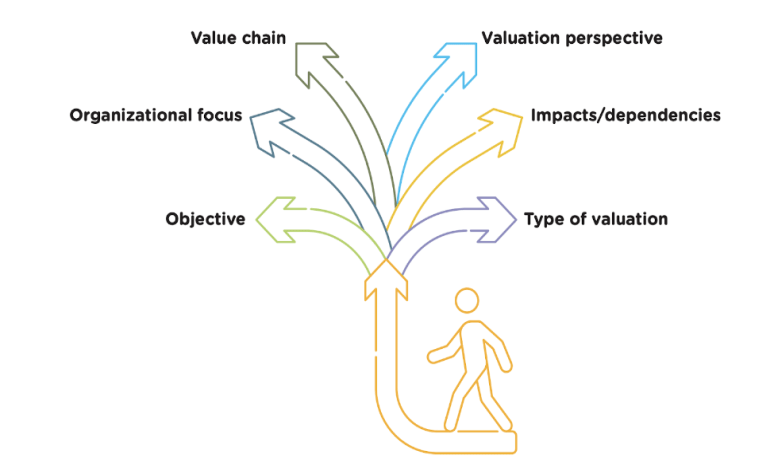 Value chain
Valuation perspective
Organizational focus
Impacts/dependencies
Objective
Type of valuation